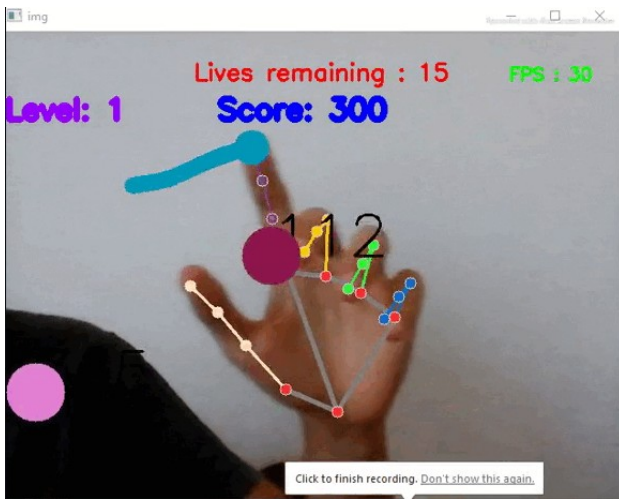 img
Lives remaining : 15
FPS : 30
Level: 1
Score: 300
112
Click to finish recording. Don't show this again.